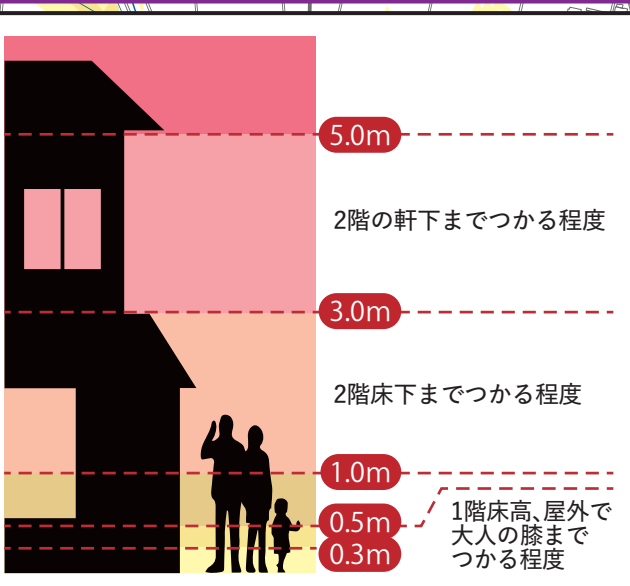 5.0m
2階の軒下までつかる程度
3.0m
2階床下までつかる程度
1.0m
0.5m
0.3m
1階床高、屋外で
大人の膝まで
つかる程度